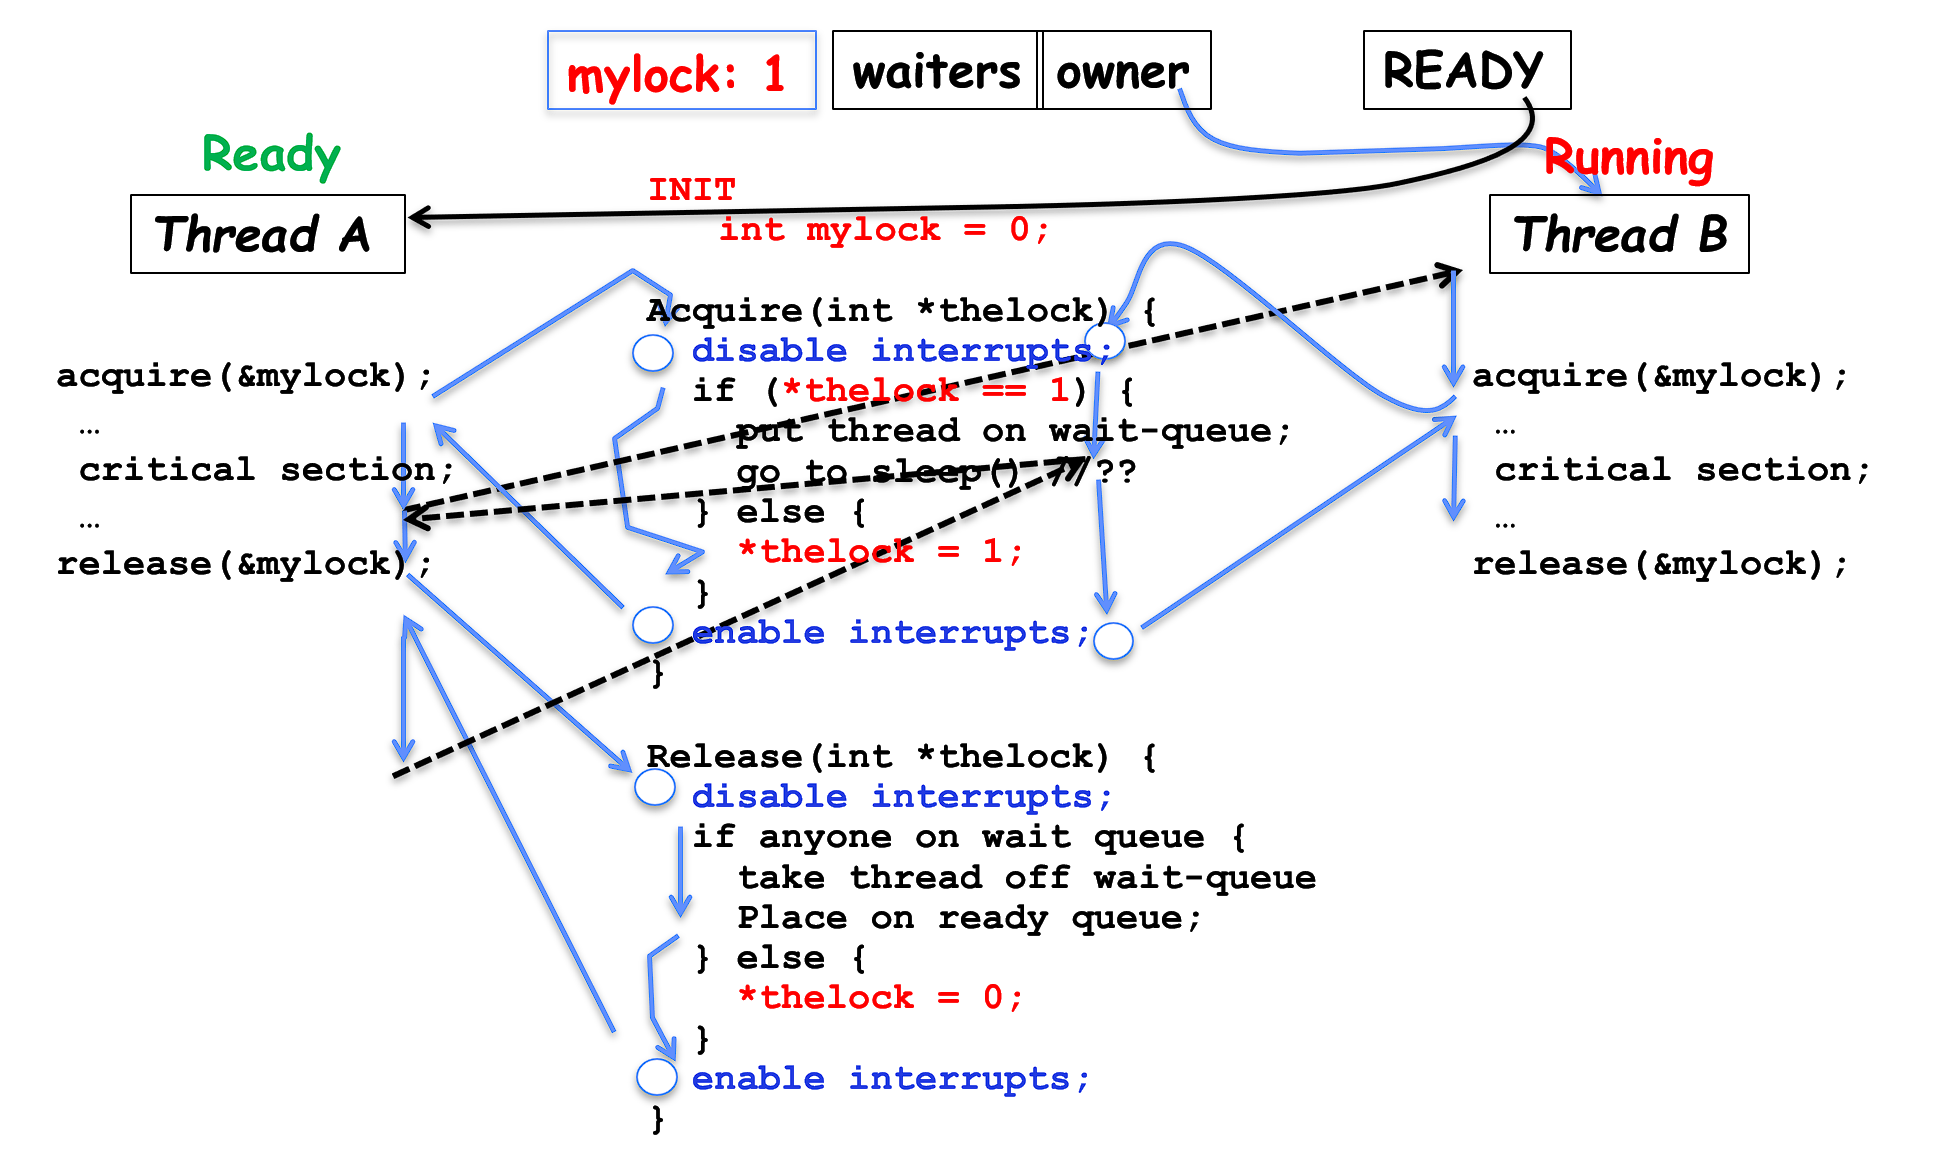 mylock: 1 waiters owner READY
Ready Running
INIT
int mylock = 0;
Thread A Thread B
Acquire(int *thelock) {
disable interrupts;
if (*thelock == 1) {
put thread on wait-queue;
go to sleep() //??
} else {
*thelock = 1;
}
enable interrupts;
}
acquire(&mylock);
…
critical section;
…
release(&mylock);
acquire(&mylock);
…
critical section;
…
release(&mylock);
Release(int *thelock) {
disable interrupts;
if anyone on wait queue {
take thread off wait-queue
Place on ready queue;
} else {
*thelock = 0;
}
enable interrupts;
}